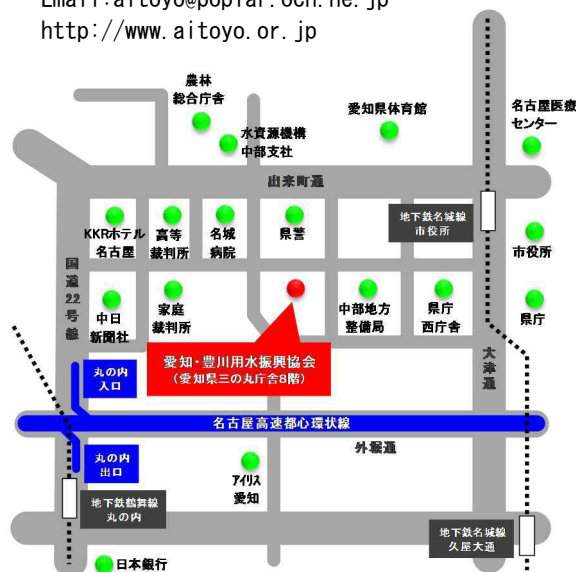 Email:aitoyo@poplar.ocn.ne.jp
http://www.aitoyo.or.jp
農林
総合庁舎
水資源機構
中部支社
愛知県体育館
名古屋医療
センター
出来町通
地下鉄名城線
市役所
KKRホテル
名古屋
高等
裁判所
名城
病院
県警
市役所
国道22号線
中日
新聞社
家庭
裁判所
中部地方
整備局
県庁
西庁舎
県庁
大津通
愛知・豊川用水振興協会
(愛知県三の丸庁舎8階)
丸の内
入口
名古屋高速都心環状線
外堀通
丸の内
出口
アイリス
愛知
地下鉄鶴舞線
丸の内
地下鉄名城線
久屋大通
日本銀行